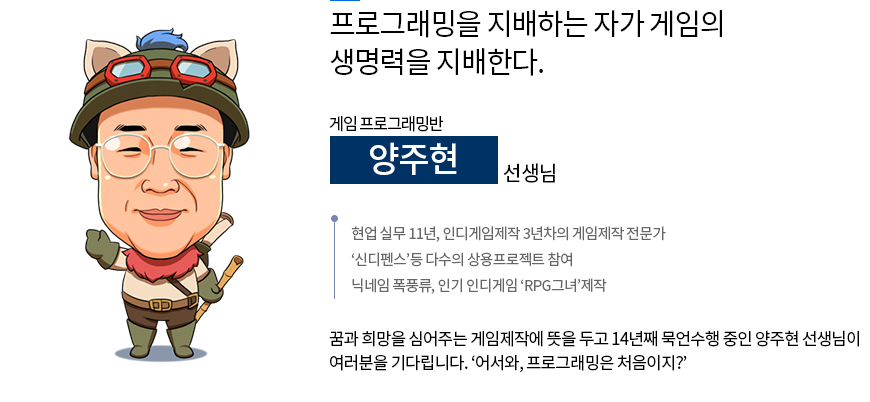 프로그래밍을 지배하는 자가 게임의
생명력을 지배한다.
게임 프로그래밍반
양주현 선생님
현업 실무 11년, 인디게임제작 3년차의 게임제작 전문가
‘신디펜스’등 다수의 상용프로젝트 참여
닉네임 폭풍류, 인기 인디게임 ‘RPG그녀’제작
꿈과 희망을 심어주는 게임제작에 뜻을 두고 14년째 묵언수행 중인 양주현 선생님이
여러분을 기다립니다. ‘어서와, 프로그래밍은 처음이지?’